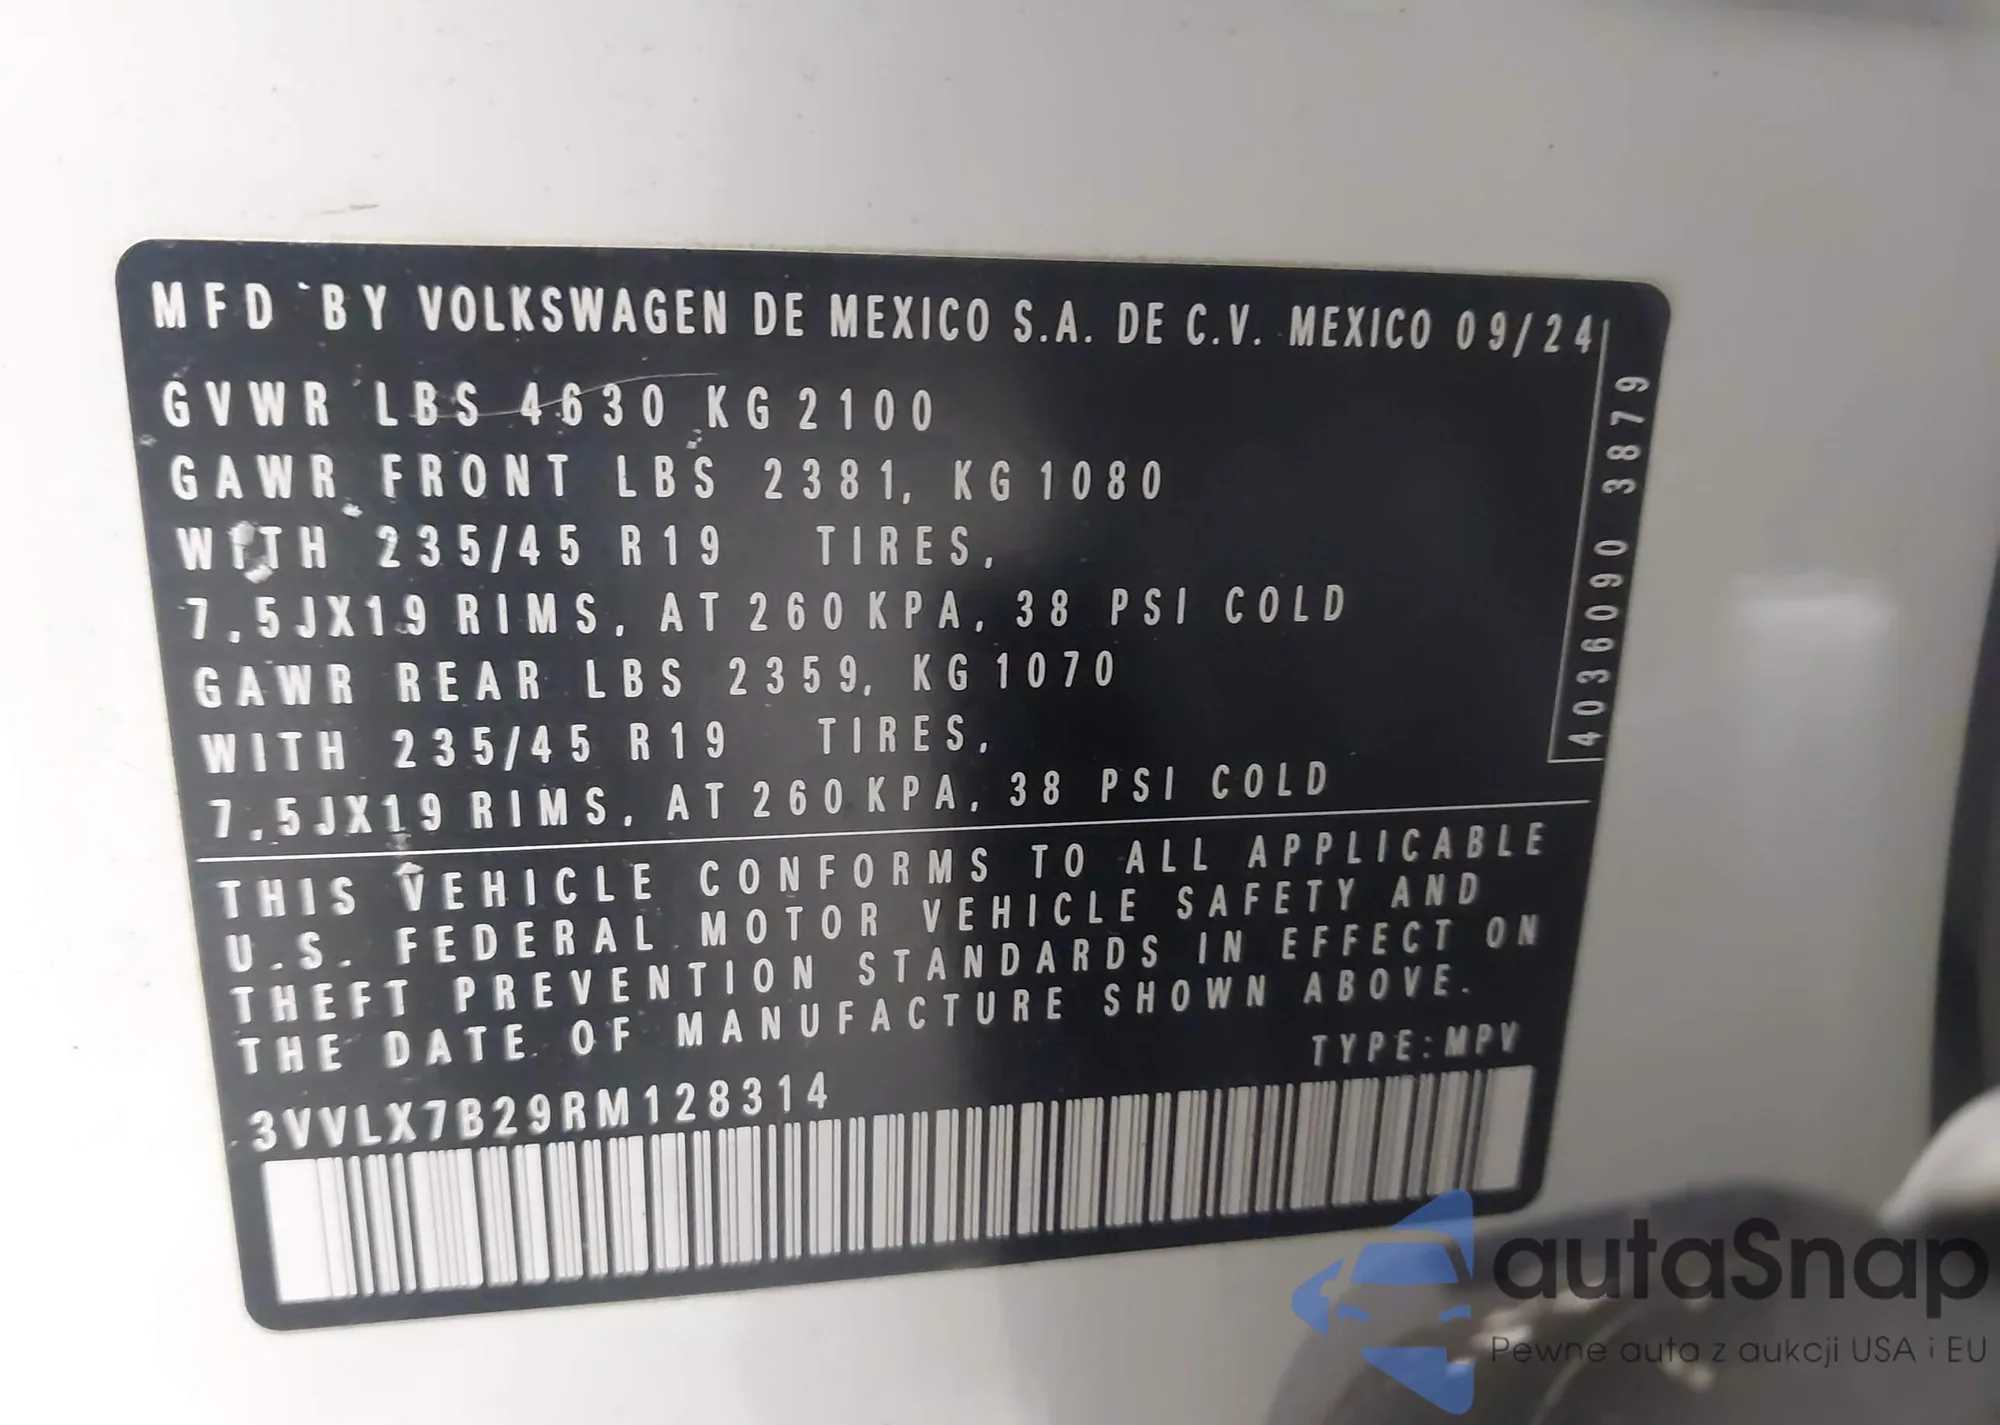 MFD BY VOLKSWAGEN DE MEXICO S.A. DE C.V. MEXICO 09/24
GVWR LBS 4630 KG 2100
GAWR FRONT LBS 2381, KG 1080
WITH 235/45 R19 TIRES,
7,5JX19 RIMS, AT 260 KPA, 38 PSI COLD
GAWR REAR LBS 2359, KG 1070
WITH 235/45 R19 TIRES,
7,5JX19 RIMS, AT 260 KPA, 38 PSI COLD
4036090 3879
THIS VEHICLE CONFORMS TO ALL APPLICABLE
U.S. FEDERAL MOTOR VEHICLE SAFETY AND
THEFT PREVENTION STANDARDS IN EFFECT ON
THE DATE OF MANUFACTURE SHOWN ABOVE.
TYPE:MPV
3VVLX7B29RM128314
autaSnap
Pewne auta z aukcji USA i EU